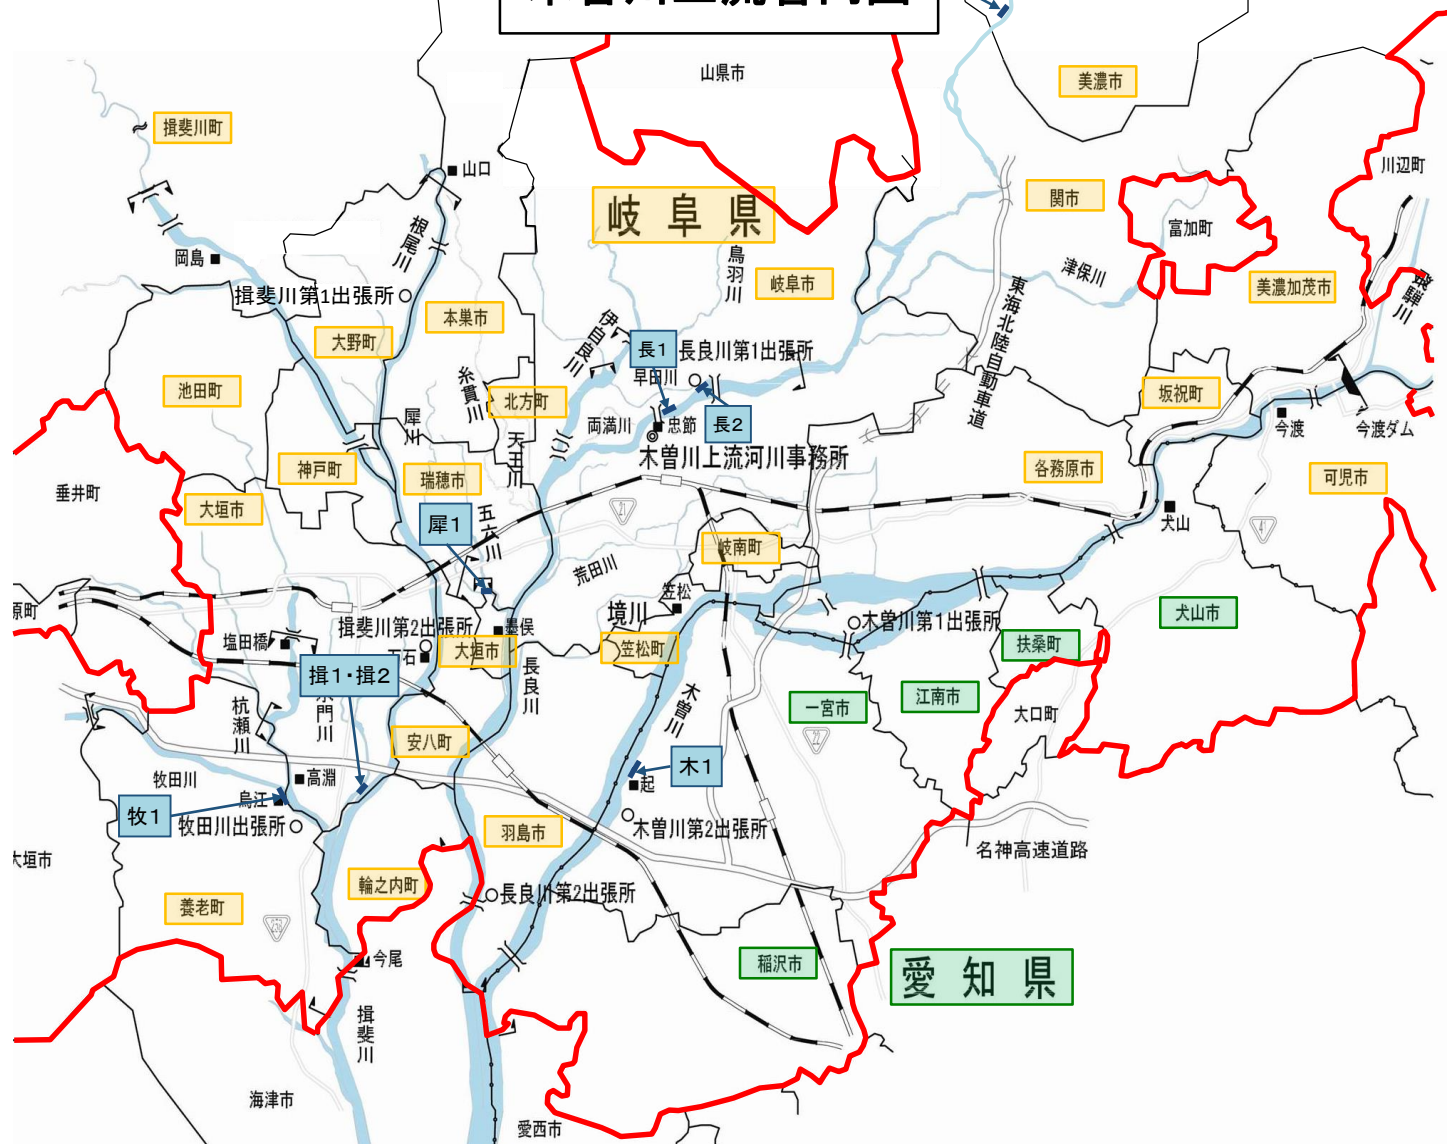 山県市
美濃市
揖斐川町
川辺町
山口
関市
岐阜県
富加町
根尾川
鳥羽川
岡島
津保川
岐阜市
美濃加茂市
飛騨川
揖斐川第1出張所
東海北陸自動車道
本巣市
伊自良川
大野町
長1
長良川第1出張所
早田川
糸貫川
池田町
坂祝町
北方町
犀川
両満川
忠節
長2
今渡
今渡ダム
天王川
木曽川上流河川事務所
神戸町
瑞穂市
各務原市
可児市
垂井町
大垣市
21
五六川
犀1
犬山
41
岐南町
荒田川
笠松
原町
境川
犬山市
揖斐川第2出張所
墨俣
木曽川第1出張所
塩田橋
大垣市
笠松町
扶桑町
揖1・揖2
長良川
木曽川
江南市
杭瀬川
一宮市
大口町
安八町
22
木1
牧田川
高淵
起
烏江
牧1
牧田川出張所
羽島市
木曽川第2出張所
名神高速道路
大垣市
輪之内町
長良川第2出張所
養老町
258
今尾
稲沢市
愛知県
揖斐川
海津市
愛西市